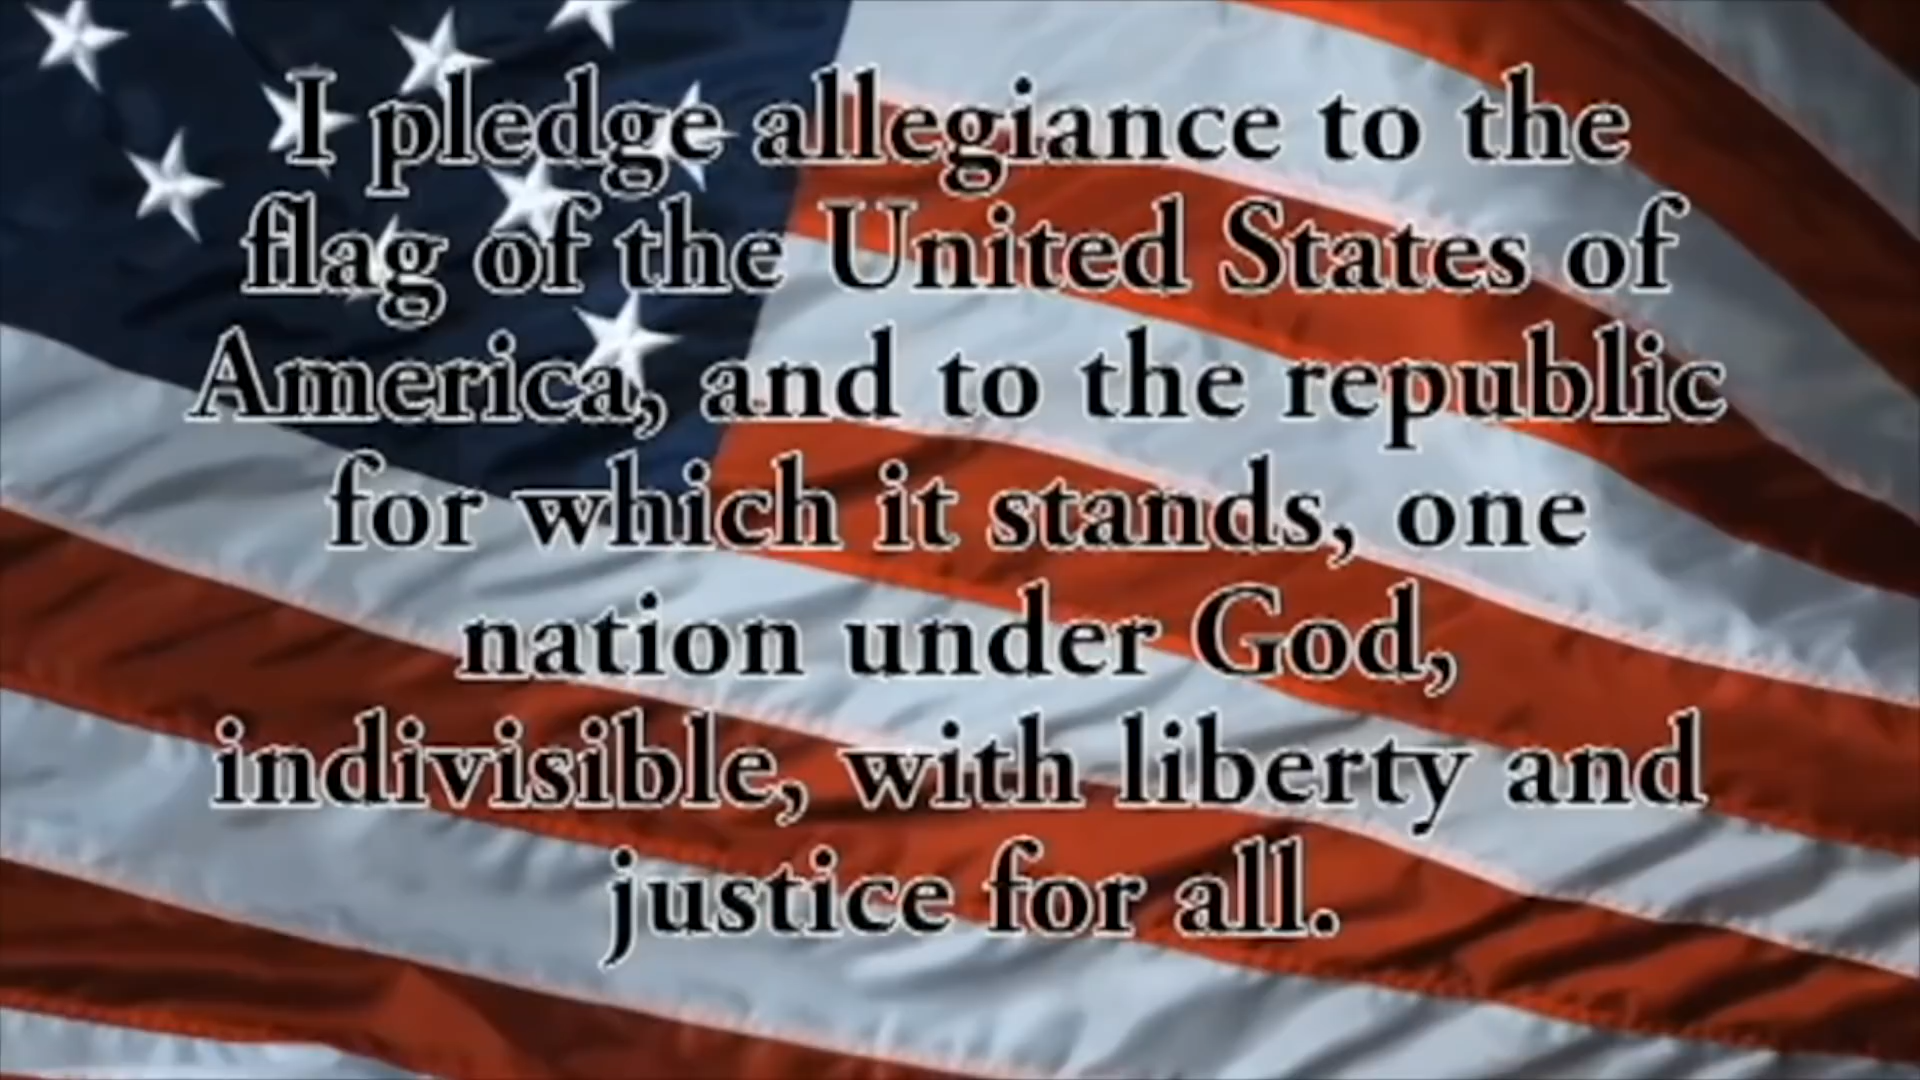 I pledge allegiance to the
flag of the United States of
America, and to the republic
for which it stands, one
nation under God,
indivisible, with liberty and
justice for all.